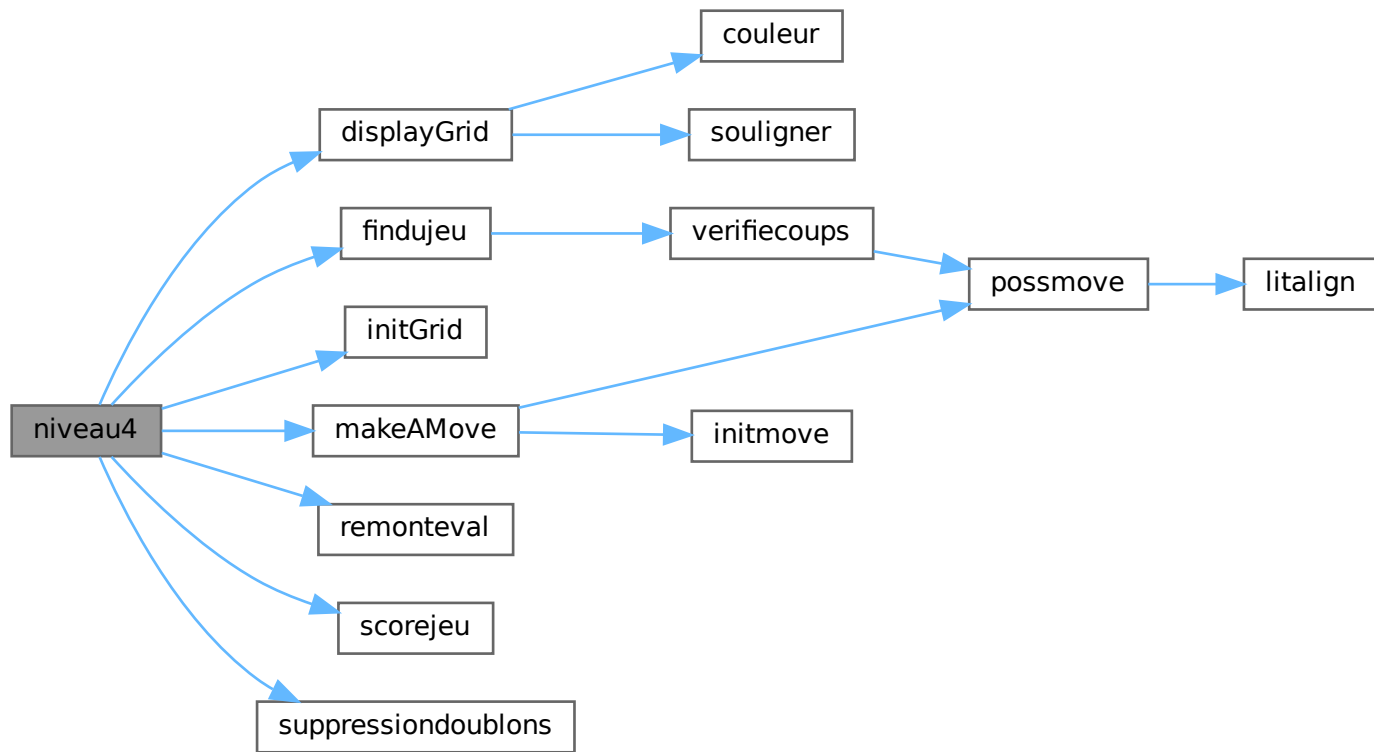 couleur
displayGrid
souligner
findujeu
verifiecoups
possmove
litalign
initGrid
niveau4
makeAMove
initmove
remonteval
scorejeu
suppressiondoublons